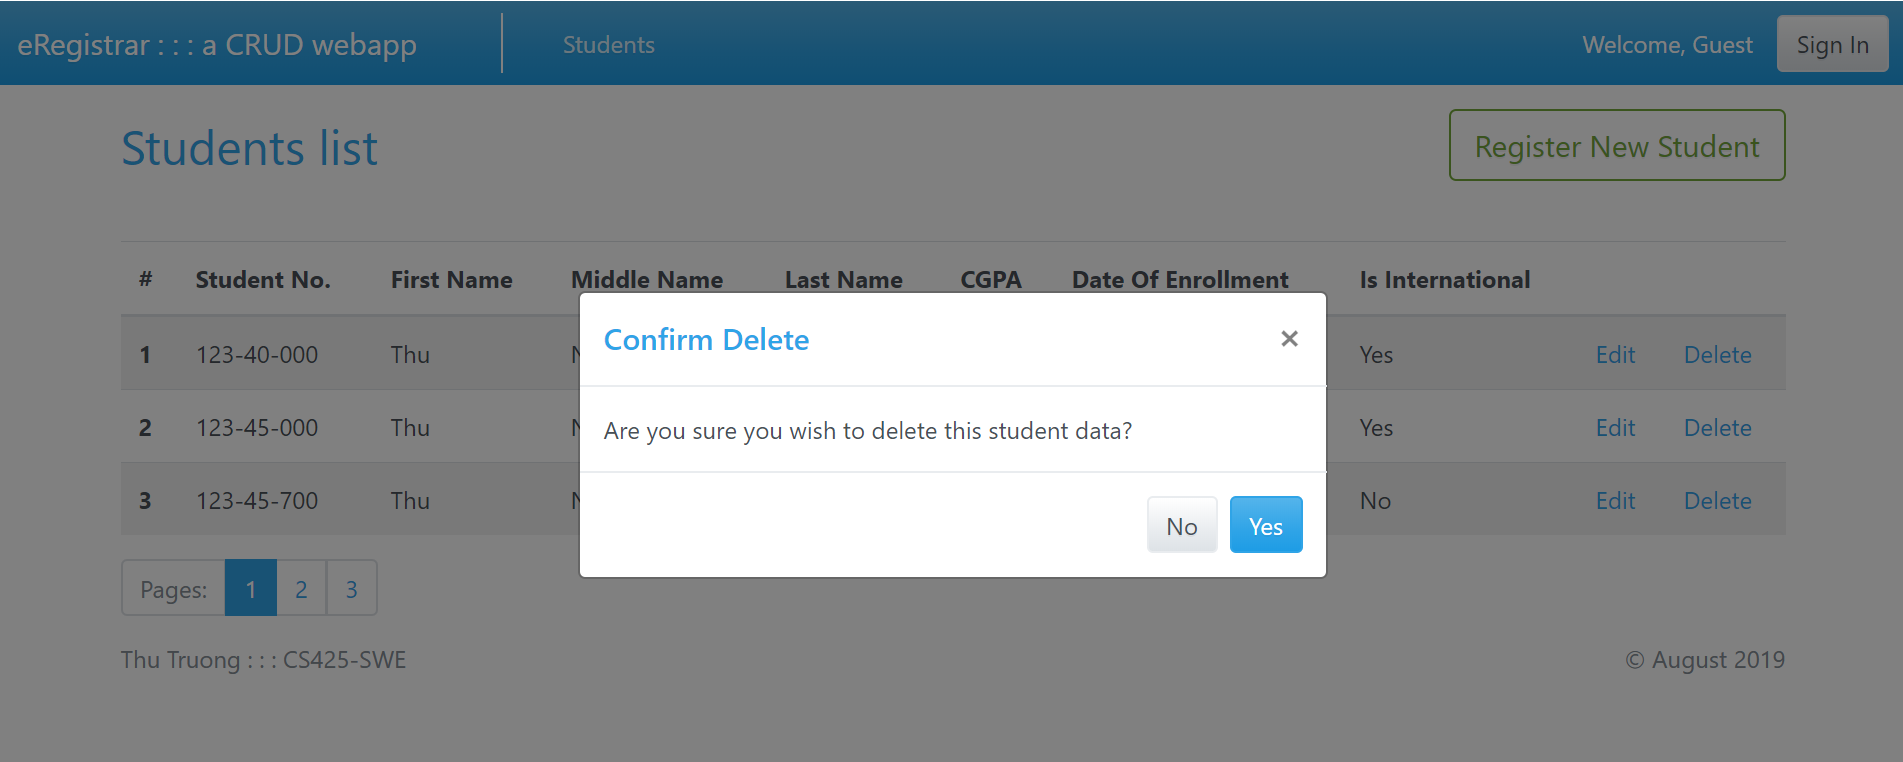 eRegistrar : : : a CRUD webapp Students Welcome, Guest Sign In
Students list Register New Student
# Student No. First Name Middle Name Last Name CGPA Date Of Enrollment Is International
Confirm Delete ×
1 123-40-000 Thu Yes Edit Delete
2 123-45-000 Thu Yes Edit Delete
Are you sure you wish to delete this student data?
3 123-45-700 Thu No Edit Delete
No Yes
Pages: 1 2 3
Thu Truong : : : CS425-SWE © August 2019